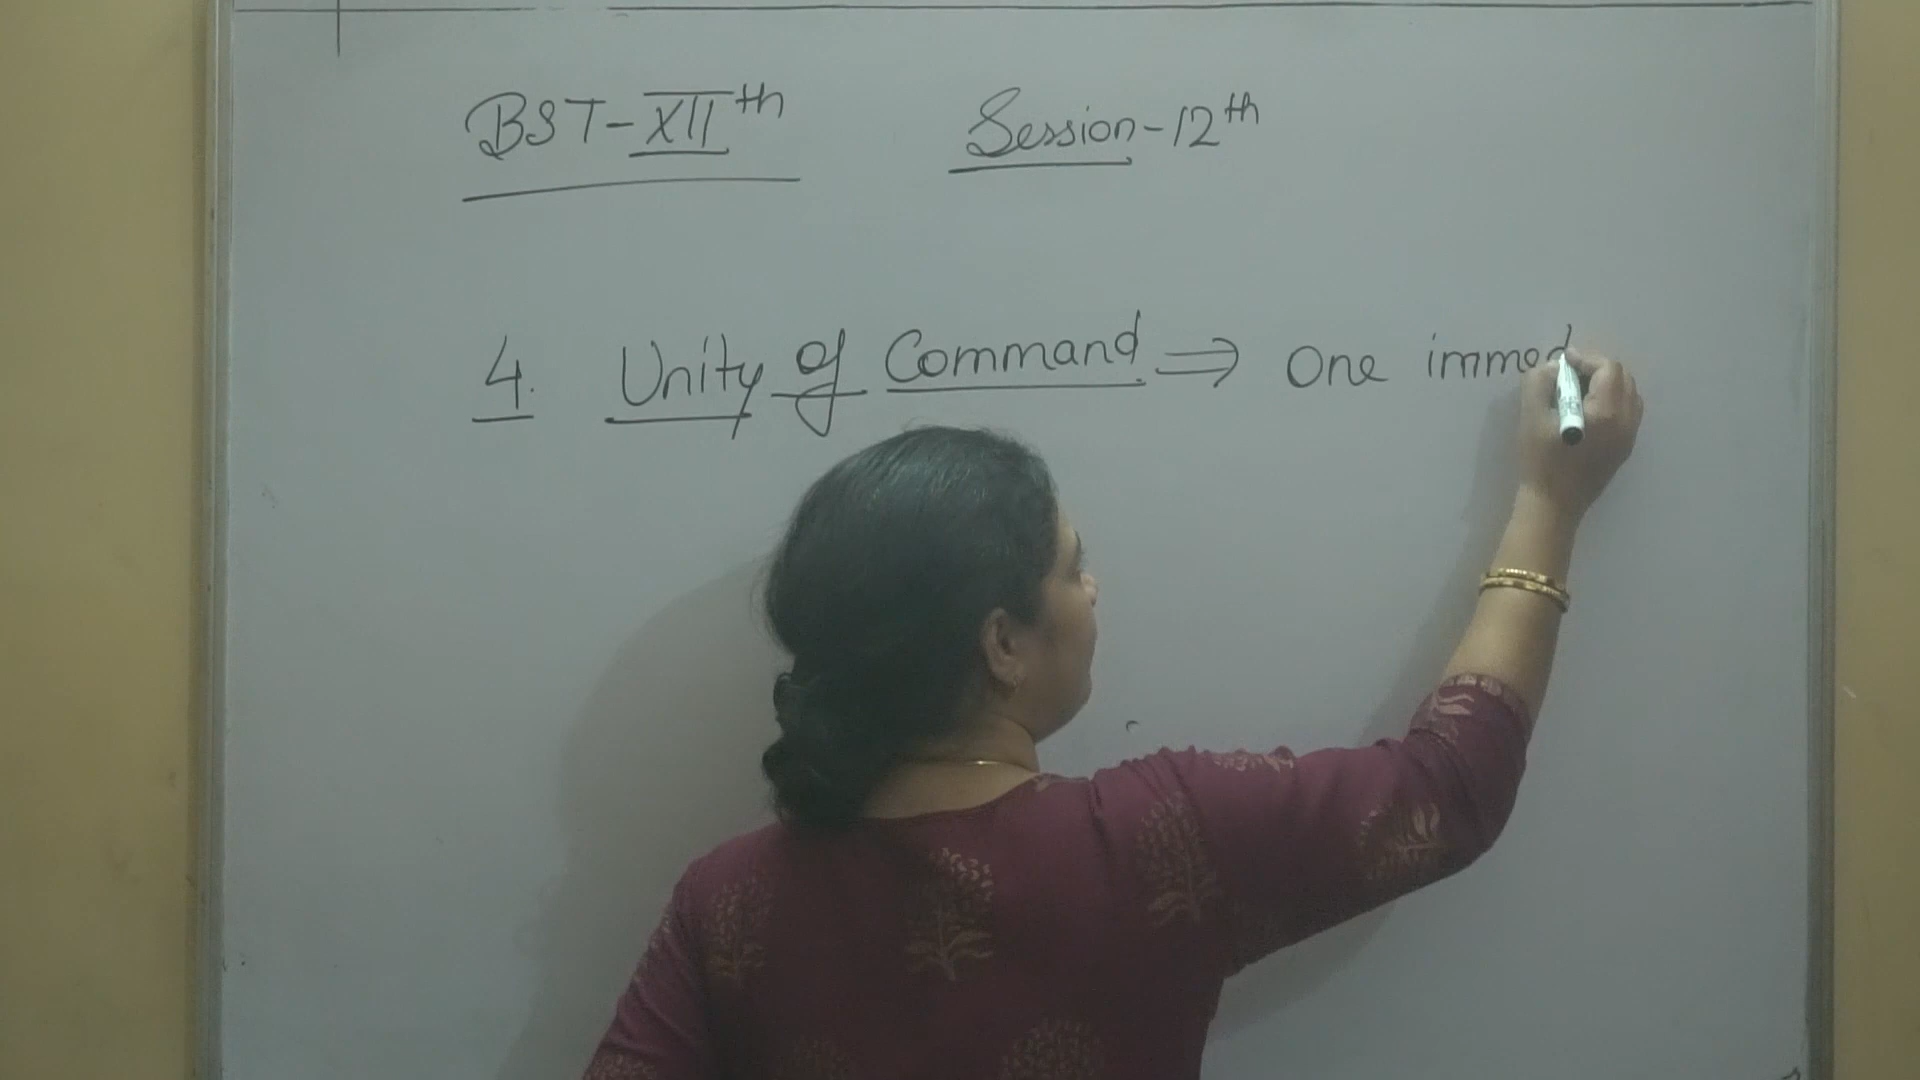 BST-XIIth Session-12th
4. Unity of Command ⇒ One immed